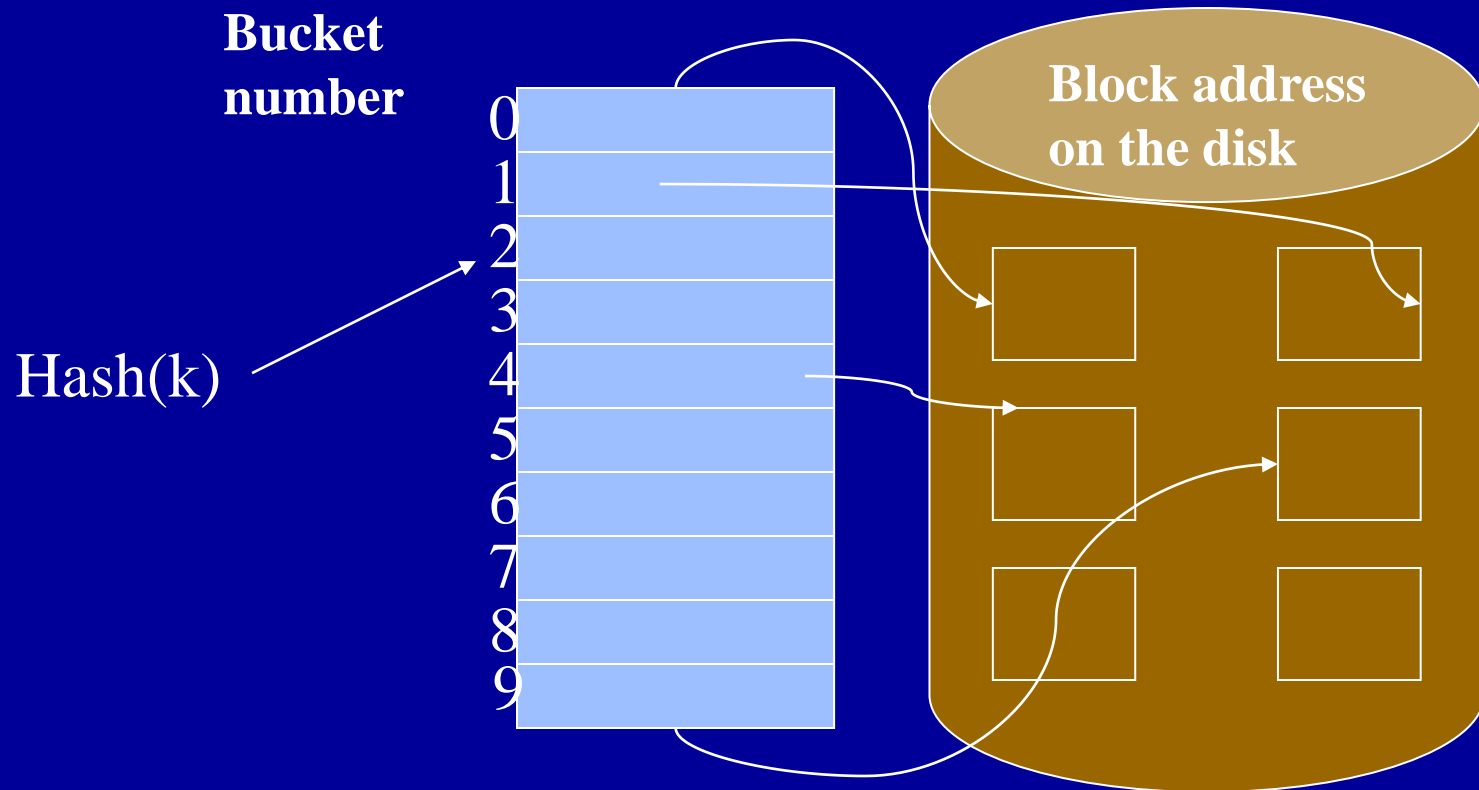 Bucket
number
Block address
on the disk
0
1
2
3
Hash(k)
4
5
6
7
8
9